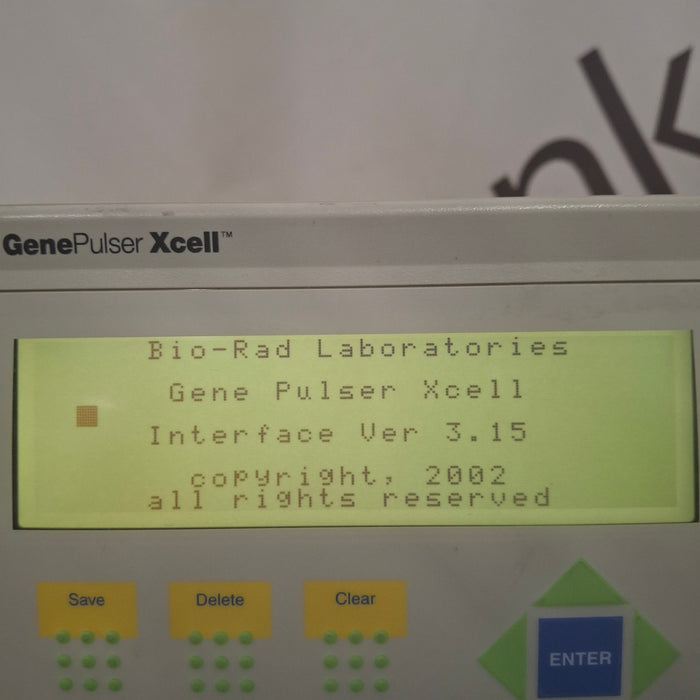 nk
GenePulser Xcell™
Bio-Rad Laboratories
Gene Pulser Xcell
Interface Ver 3.15
copyright, 2002
all rights reserved
Save Delete Clear
ENTER